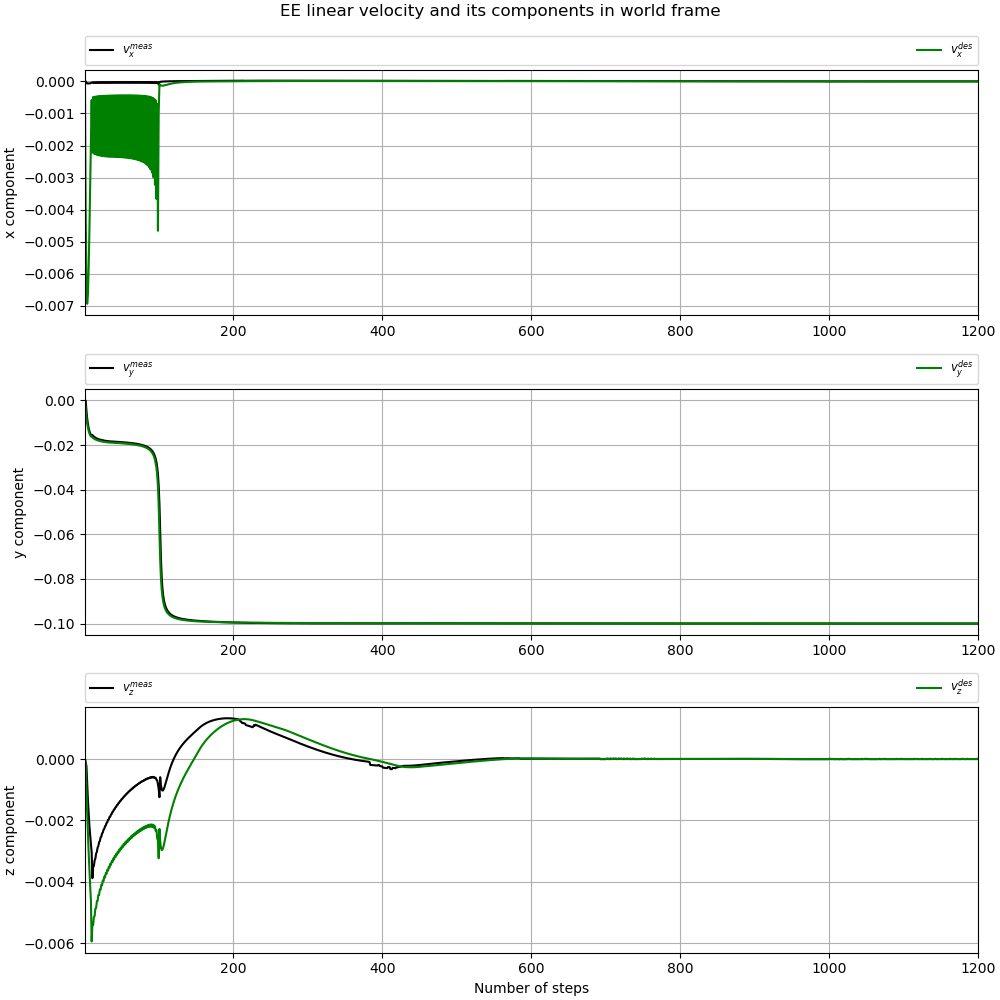 EE linear velocity and its components in world frame
v_x^meas v_x^des
0.000
−0.001
−0.002
−0.003
−0.004
−0.005
−0.006
−0.007
x component
200 400 600 800 1000 1200
v_y^meas v_y^des
0.00
−0.02
−0.04
−0.06
−0.08
−0.10
y component
200 400 600 800 1000 1200
v_z^meas v_z^des
0.000
−0.002
−0.004
−0.006
z component
200 400 600 800 1000 1200
Number of steps